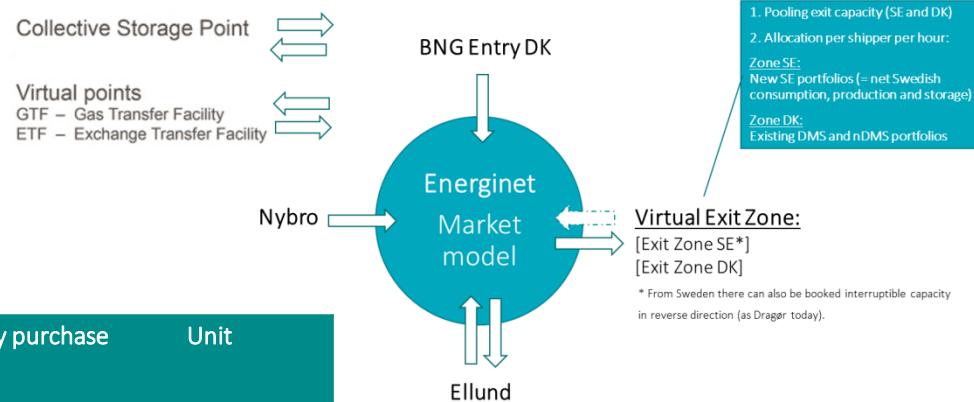 Collective Storage Point
Virtual points
GTF – Gas Transfer Facility
ETF – Exchange Transfer Facility
BNG Entry DK
1. Pooling exit capacity (SE and DK)
2. Allocation per shipper per hour:
Zone SE:
New SE portfolios (= net Swedish
consumption, production and storage)
Zone DK:
Existing DMS and nDMS portfolios
Energinet
Market
model
Nybro
Virtual Exit Zone:
[Exit Zone SE*]
[Exit Zone DK]
* From Sweden there can also be booked interruptible capacity
in reverse direction (as Dragør today).
purchase Unit
Ellund